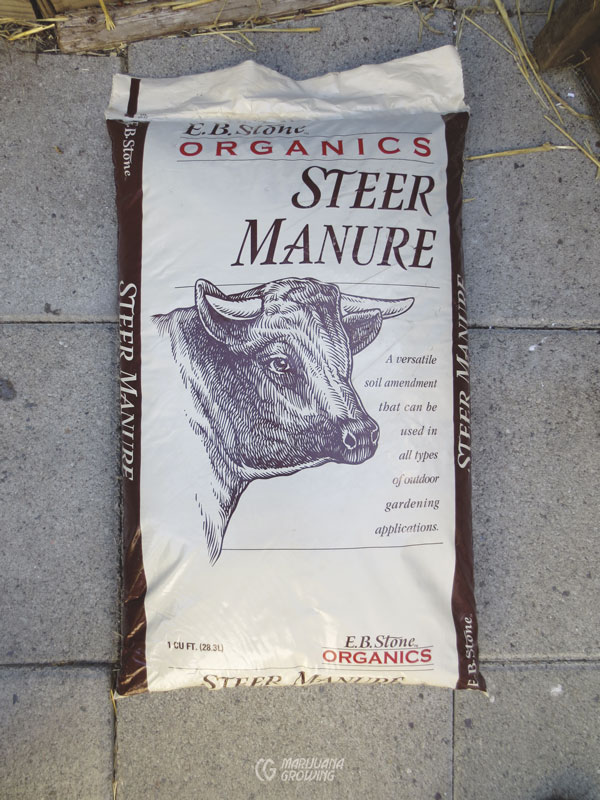 E.B. Stone
ORGANICS
STEER
MANURE
A versatile
soil amendment
that can be
used in
all types
of outdoor
gardening
applications.
1 CU FT. (28.3L)
E.B. Stone
ORGANICS
STEER MANURE
E.B. Stone
STEER MANURE
STEER MANURE
E.B. Stone
CG MARIJUANA
GROWING